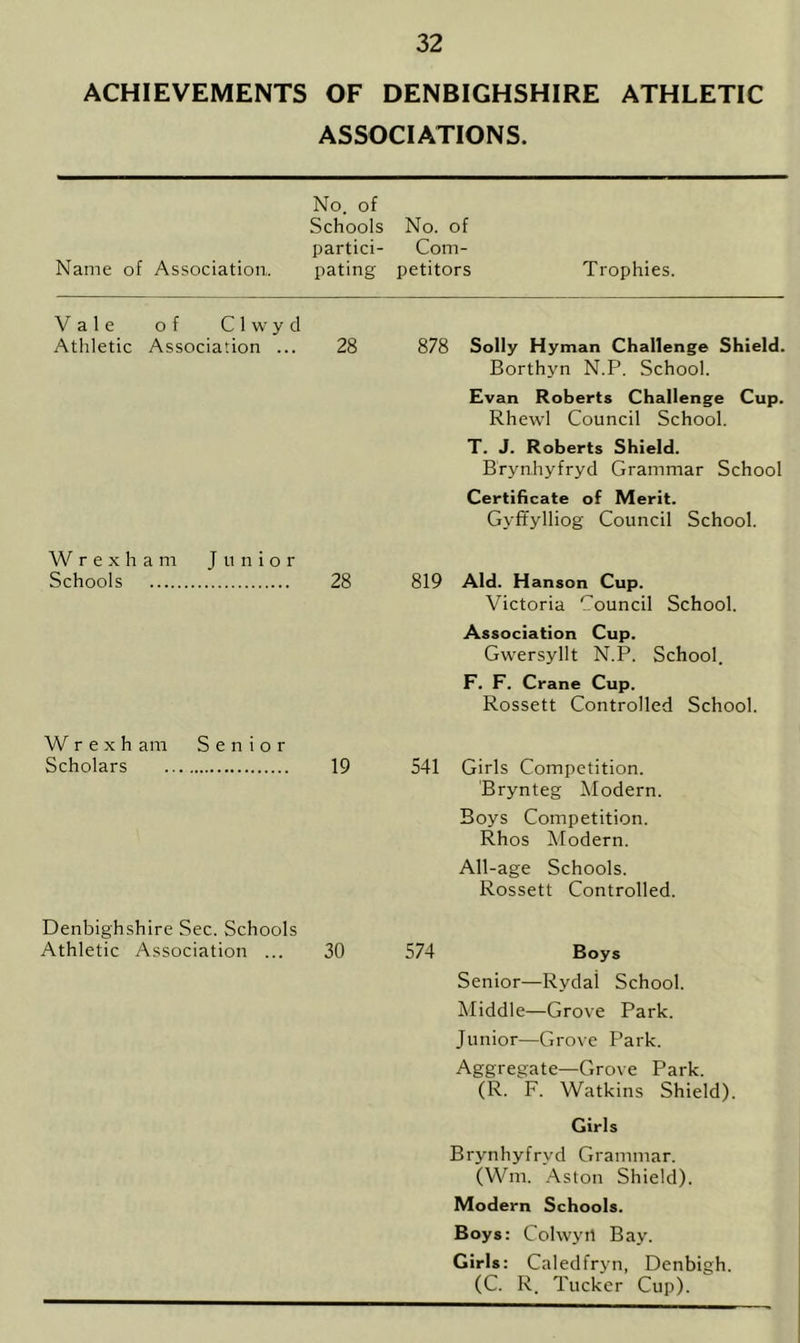 32
ACHIEVEMENTS OF DENBIGHSHIRE ATHLETIC
ASSOCIATIONS.
No. of
Schools No. of
partici- Com-
Name of Association. pating petitors Trophies.
Vale of Clwyd
Athletic Association ... 28 878 Solly Hyman Challenge Shield.
Borthyn N.P. School.
Evan Roberts Challenge Cup.
Rhewl Council School.
T. J. Roberts Shield.
Brynhyfryd Grammar School
Certificate of Merit.
Gyffylliog Council School.
Wrexham Junior
Schools ..................... 28 819 Ald. Hanson Cup.
Victoria Council School.
Association Cup.
Gwersyllt N.P. School.
F. F. Crane Cup.
Rossett Controlled School.
Wrexham Senior
Scholars ..................... 19 541 Girls Competition.
Brynteg Modern.
Boys Competition.
Rhos Modern.
All-age Schools.
Rossett Controlled.
Denbighshire Sec. Schools
Athletic Association ... 30 574 Boys
Senior—Rydal School.
Middle—Grove Park.
Junior—Grove Park.
Aggregate—Grove Park.
(R. F. Watkins Shield).
Girls
Brynhyfryd Grammar.
(Wm. Aston Shield).
Modern Schools.
Boys: Colwyn Bay.
Girls: Caledfryn, Denbigh.
(C. R. Tucker Cup).